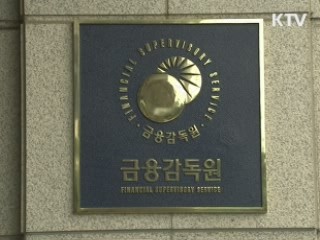 KTV
FINANCIAL SUPERVISORY SERVICE
금융감독원
금융감독원
FINANCIAL SUPERVISORY SERVICE